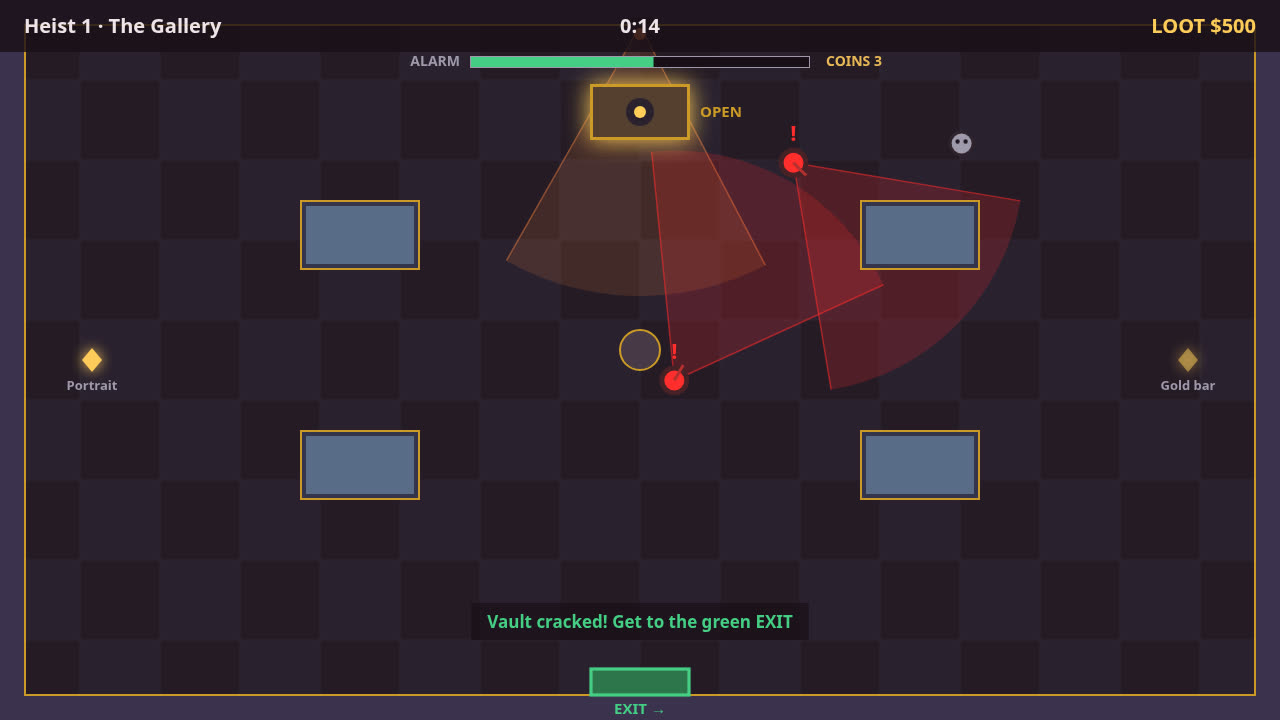 Heist 1 · The Gallery
0:14
LOOT $500
ALARM
COINS 3
OPEN
!
!
Portrait
Gold bar
Vault cracked! Get to the green EXIT
EXIT →